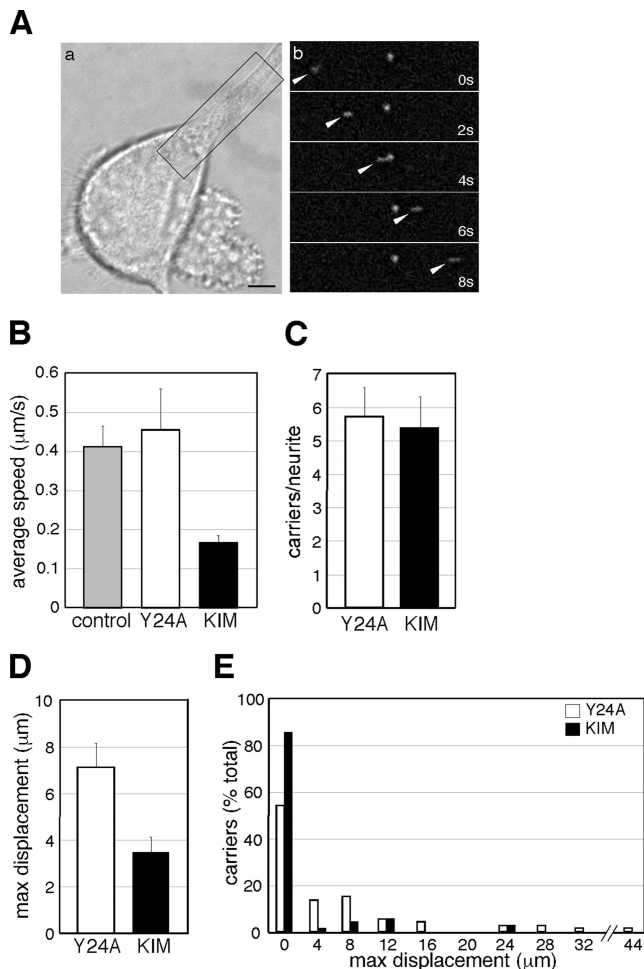 A
a
b
0s
2s
4s
6s
8s
B
average speed (μm/s)
0.6
0.5
0.4
0.3
0.2
0.1
0
control Y24A KIM
C
carriers/neurite
7
6
5
4
3
2
1
0
Y24A KIM
D
max displacement (μm)
10
8
6
4
2
0
Y24A KIM
E
carriers (% total)
100
80
60
40
20
0
Y24A
KIM
0 4 8 12 16 20 24 28 32 44
max displacement (μm)